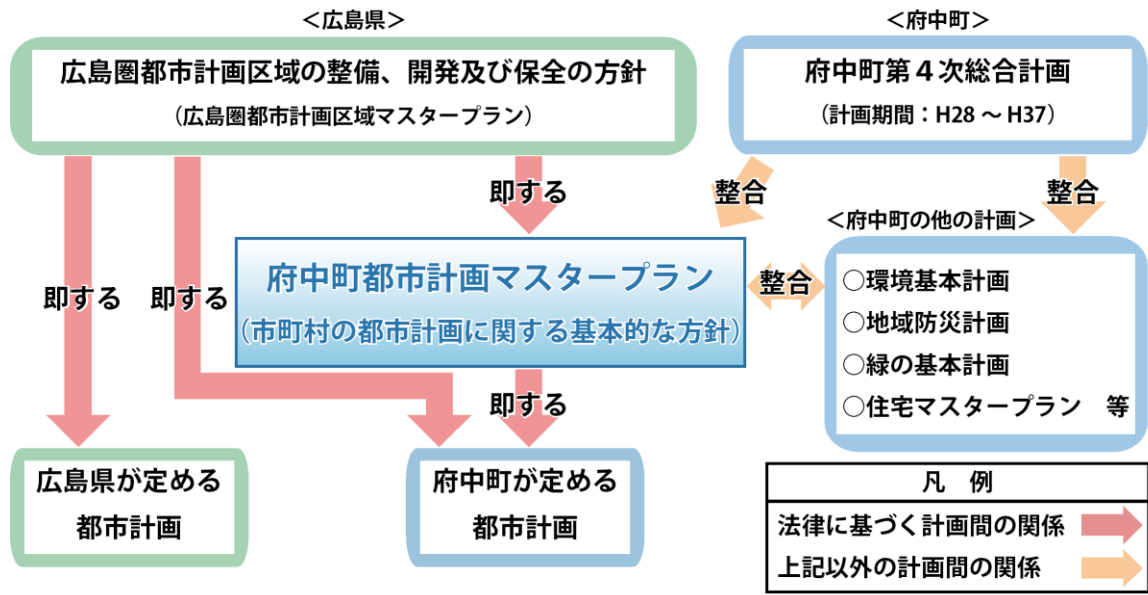 ＜広島県＞
広島圏都市計画区域の整備、開発及び保全の方針
（広島圏都市計画区域マスタープラン）
＜府中町＞
府中町第４次総合計画
（計画期間：H28 ～ H37）
即する
整合
整合
＜府中町の他の計画＞
即する
即する
府中町都市計画マスタープラン
（市町村の都市計画に関する基本的な方針）
整合
○環境基本計画
○地域防災計画
○緑の基本計画
○住宅マスタープラン　等
即する
広島県が定める
都市計画
府中町が定める
都市計画
凡　例
法律に基づく計画間の関係
上記以外の計画間の関係